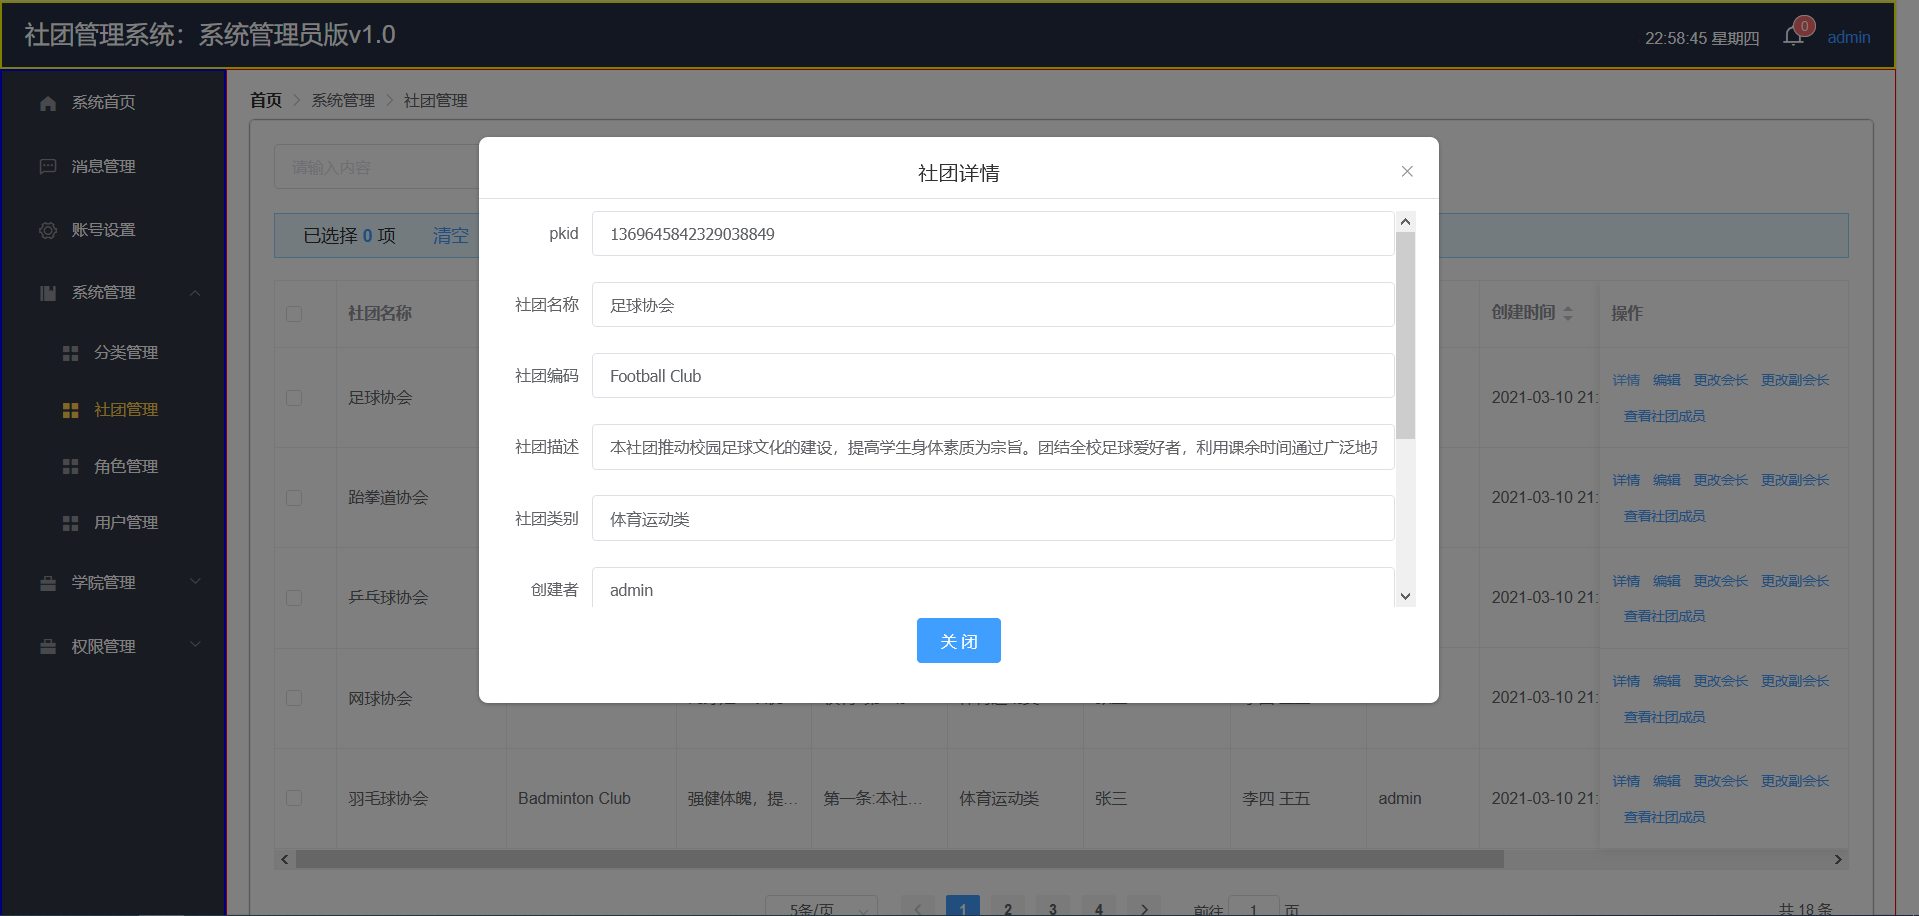 社团管理系统：系统管理员版v1.0
22:58:45 星期四
0
admin
系统首页
消息管理
账号设置
系统管理
分类管理
社团管理
角色管理
用户管理
学院管理
权限管理
首页 系统管理 社团管理
请输入内容
已选择 0 项 清空
社团名称 创建时间 操作
足球协会 2021-03-10 21: 详情 编辑 更改会长 更改副会长
查看社团成员
跆拳道协会 2021-03-10 21: 详情 编辑 更改会长 更改副会长
查看社团成员
乒乓球协会 2021-03-10 21: 详情 编辑 更改会长 更改副会长
查看社团成员
网球协会 2021-03-10 21: 详情 编辑 更改会长 更改副会长
查看社团成员
羽毛球协会 Badminton Club 强健体魄，提... 第一条:本社... 体育运动类 张三 李四 王五 admin 2021-03-10 21: 详情 编辑 更改会长 更改副会长
查看社团成员
5条/页 1 2 3 4 前往 1 页 共 18 条
社团详情
pkid 1369645842329038849
社团名称 足球协会
社团编码 Football Club
社团描述 本社团推动校园足球文化的建设，提高学生身体素质为宗旨。团结全校足球爱好者，利用课余时间通过广泛地开
社团类别 体育运动类
创建者 admin
关 闭